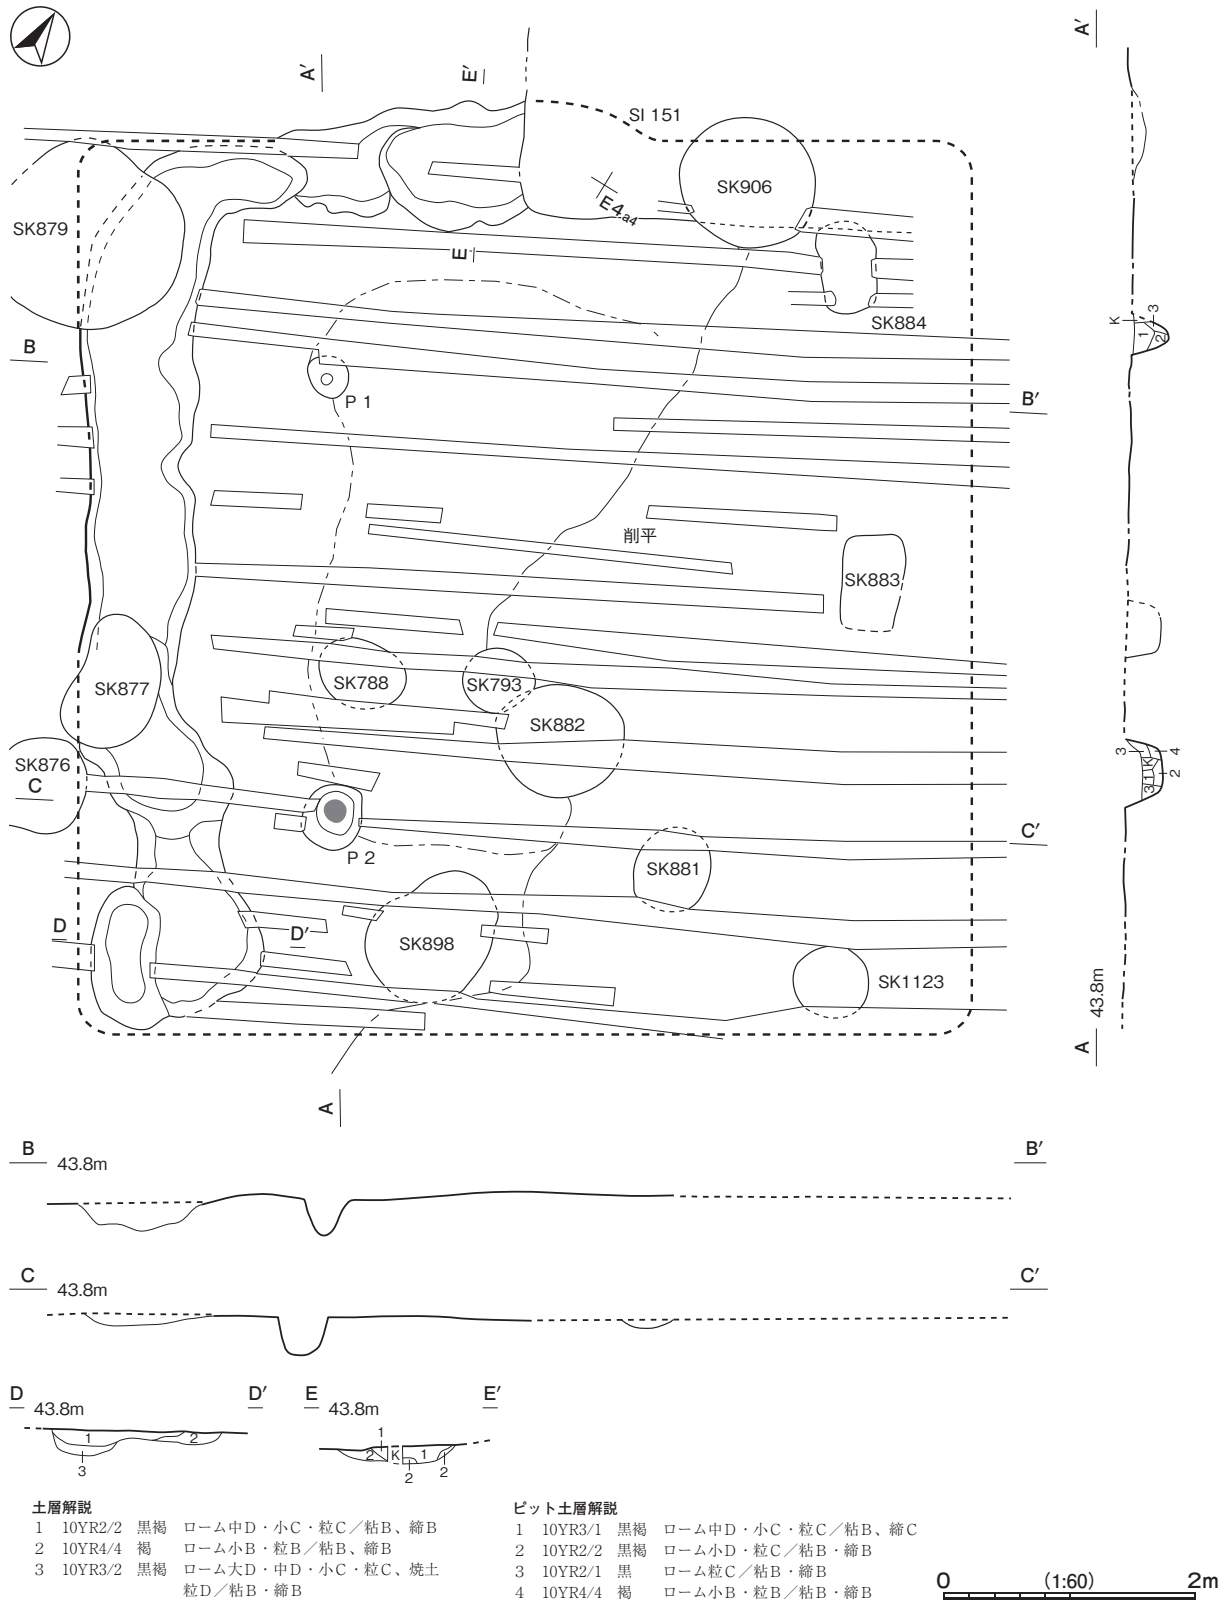 A′
E′
A′
SI 151
SK906
E4a4
SK879
E
SK884
K
3
1
2
B
P 1
B′
削平
SK883
SK877
SK788
SK793
SK882
SK876
C
3
4
K
1
2
3
C′
P 2
SK881
D
D′
SK898
SK1123
43.8m
A
A
B
43.8m
B′
C
43.8m
C′
D
43.8m
D′
1
2
3
E
43.8m
E′
1
2
K
1
2
2
土層解説
1 10YR2/2 黒褐 ローム中D・小C・粒C／粘B、締B
2 10YR4/4 褐 ローム小B・粒B／粘B、締B
3 10YR3/2 黒褐 ローム大D・中D・小C・粒C、焼土
粒D／粘B・締B
ピット土層解説
1 10YR3/1 黒褐 ローム中D・小C・粒C／粘B、締C
2 10YR2/2 黒褐 ローム小D・粒C／粘B・締B
3 10YR2/1 黒 ローム粒C／粘B・締B
4 10YR4/4 褐 ローム小B・粒B／粘B・締B
0 (1:60) 2m